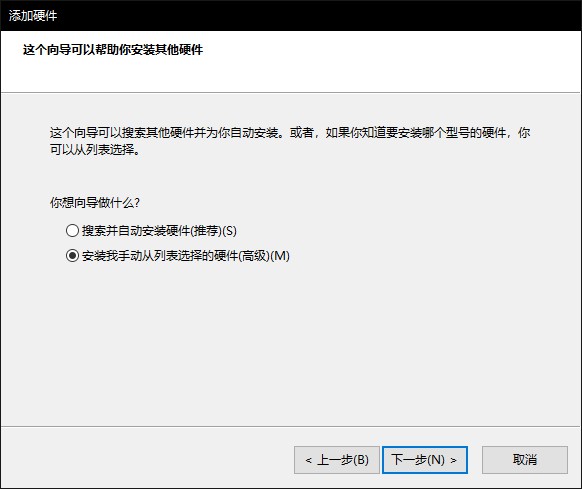 添加硬件
这个向导可以帮助你安装其他硬件
这个向导可以搜索其他硬件并为你自动安装。或者，如果你知道要安装哪个型号的硬件，你
可以从列表选择。
你想向导做什么?
搜索并自动安装硬件(推荐)(S)
安装我手动从列表选择的硬件(高级)(M)
< 上一步(B)
下一步(N) >
取消